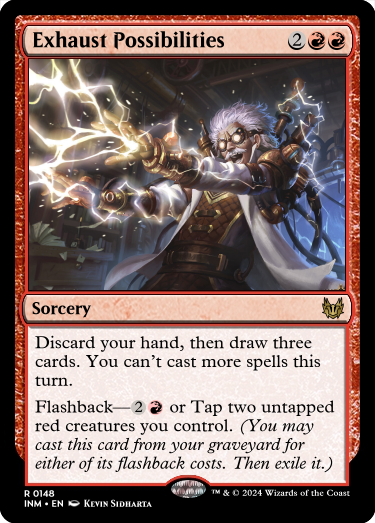 Exhaust Possibilities 2
Sorcery
Discard your hand, then draw three
cards. You can't cast more spells this
turn.
Flashback—2 or Tap two untapped
red creatures you control. (You may
cast this card from your graveyard for
either of its flashback costs. Then exile it.)
R 0148
INM • EN Kevin Sidharta
™ & © 2024 Wizards of the Coast